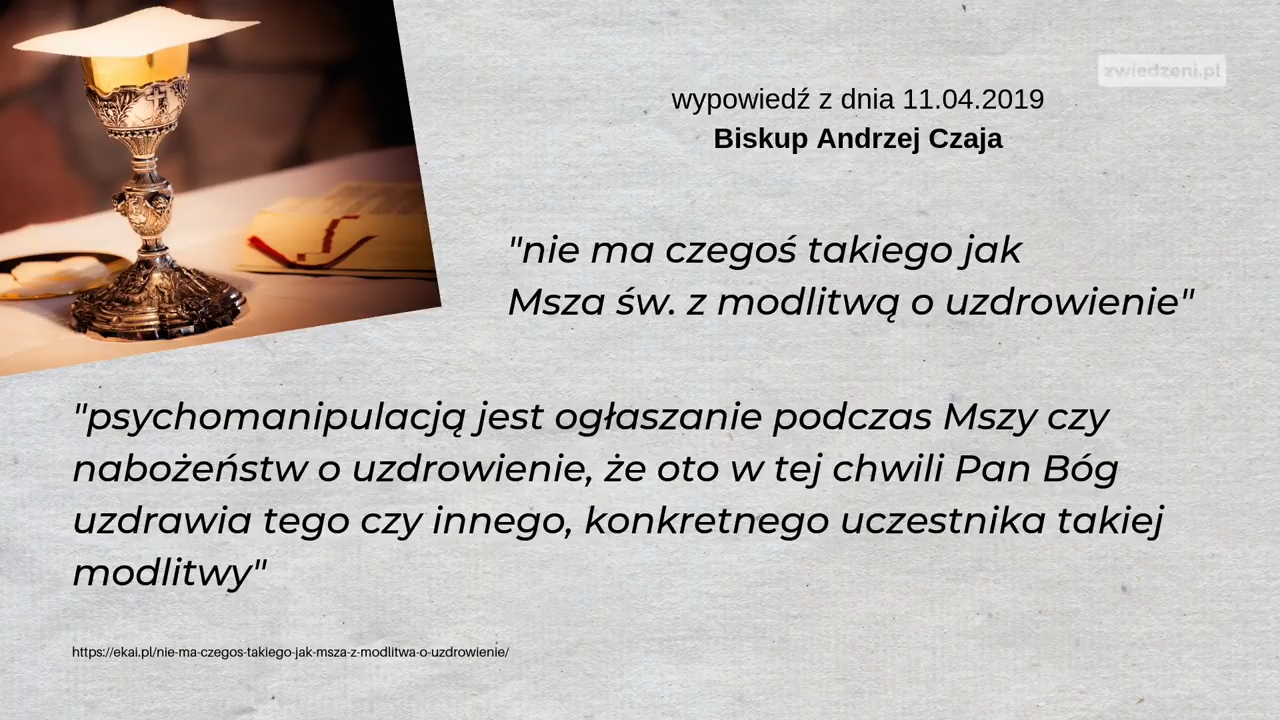 zwiedzeni.pl
wypowiedź z dnia 11.04.2019
Biskup Andrzej Czaja
"nie ma czegoś takiego jak
Msza św. z modlitwą o uzdrowienie"
"psychomanipulacją jest ogłaszanie podczas Mszy czy
nabożeństw o uzdrowienie, że oto w tej chwili Pan Bóg
uzdrawia tego czy innego, konkretnego uczestnika takiej
modlitwy"
https://ekai.pl/nie-ma-czegos-takiego-jak-msza-z-modlitwa-o-uzdrowienie/